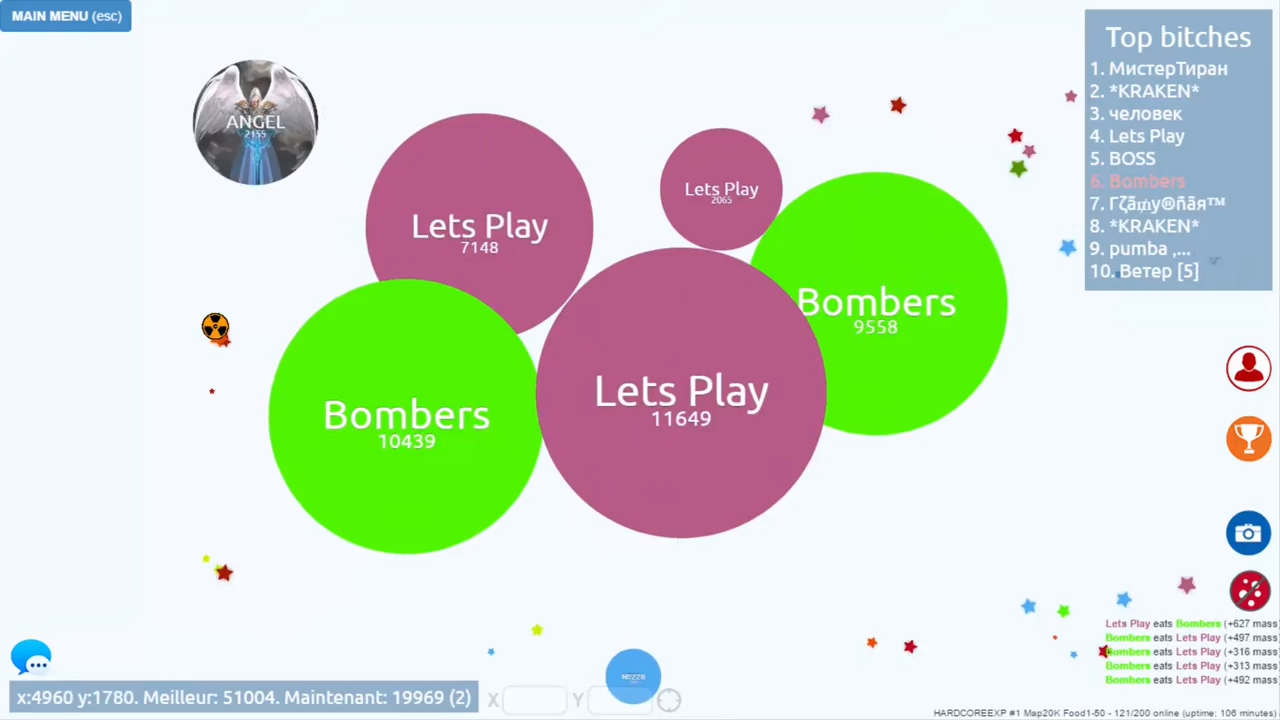 MAIN MENU (esc)
Top bitches
1. МистерТиран
2. *KRAKEN*
3. человек
4. Lets Play
5. BOSS
6. Bombers
8. *KRAKEN*
9. pumba ,...
10. Ветер [5]
ANGEL
2155
Lets Play
7148
Lets Play
2065
Bombers
9558
Lets Play
11649
Bombers
10439
Lets Play eats Bombers (+627 mass)
Bombers eats Lets Play (+497 mass)
Bombers eats Lets Play (+316 mass)
Bombers eats Lets Play (+313 mass)
Bombers eats Lets Play (+492 mass)
x:4960 y:1780. Meilleur: 51004. Maintenant: 19969 (2)
X
Y
HARDCOREEXP #1 Map20K Food1-50 - 121/200 online (uptime: 106 minutes)